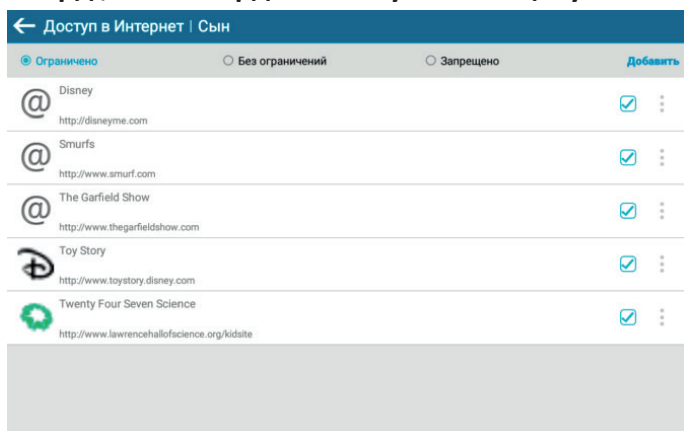 Доступ в Интернет | Сын
Ограничено Без ограничений Запрещено Добавить
Disney
http://disneyme.com
Smurfs
http://www.smurf.com
The Garfield Show
http://www.thegarfieldshow.com
Toy Story
http://www.toystory.disney.com
Twenty Four Seven Science
http://www.lawrencehallofscience.org/kidsite